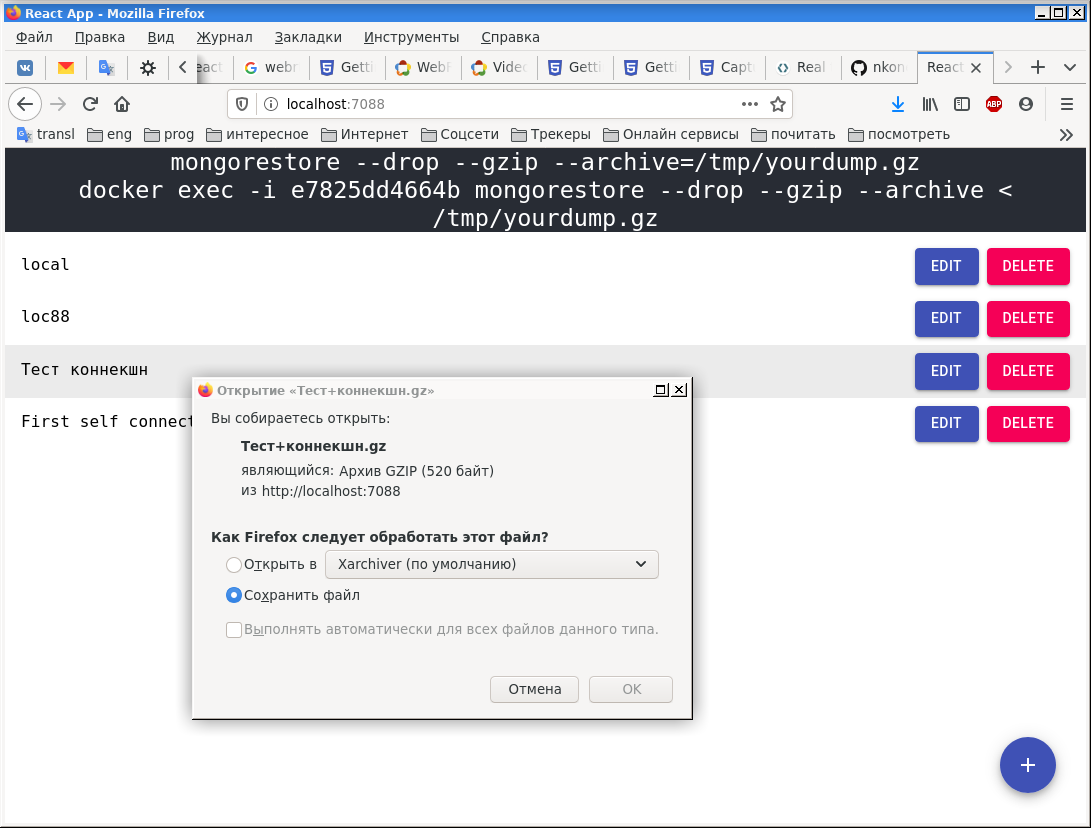 React App - Mozilla Firefox
Файл Правка Вид Журнал Закладки Инструменты Справка
eact webr Getti WebF Video Getti Getti Capt Real nkon React
localhost:7088 ABP
transl eng prog интересное Интернет Соцсети Трекеры Онлайн сервисы почитать посмотреть
mongorestore --drop --gzip --archive=/tmp/yourdump.gz
docker exec -i e7825dd4664b mongorestore --drop --gzip --archive <
/tmp/yourdump.gz
local EDIT DELETE
loc88 EDIT DELETE
Тест коннекшн EDIT DELETE
First self connect EDIT DELETE
Открытие «Тест+коннекшн.gz»
Вы собираетесь открыть:
Тест+коннекшн.gz
являющийся: Архив GZIP (520 байт)
из http://localhost:7088
Как Firefox следует обработать этот файл?
Открыть в Xarchiver (по умолчанию)
Сохранить файл
Выполнять автоматически для всех файлов данного типа.
Отмена OK